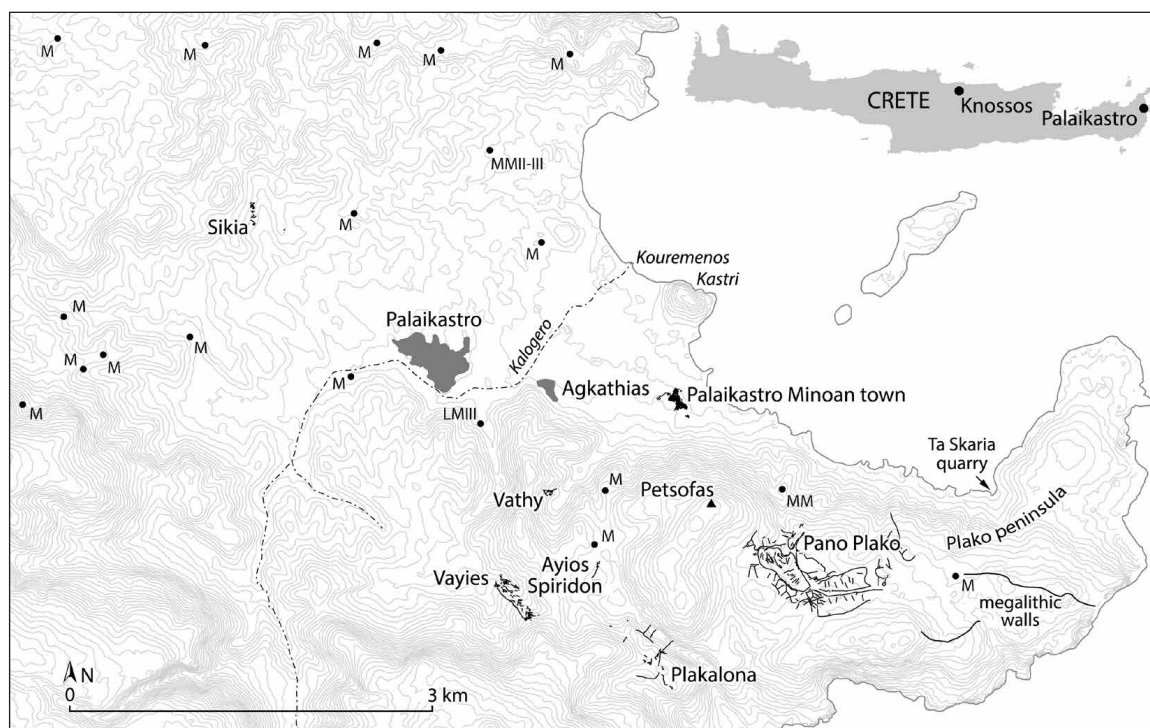 M
M
M
M
M
CRETE
Knossos
Palaikastro
MMII-III
Sikia
M
M
Kouremenos
Kastri
M
Palaikastro
Kalogero
M
M
M
M
Agkathias
Palaikastro Minoan town
M
LMIII
Ta Skaria
quarry
M
Petsofas
Vathy
MM
Plako peninsula
Pano Plako
Ayios
Spiridon
Vayies
M
megalithic
walls
Plakalona
N
0
3 km